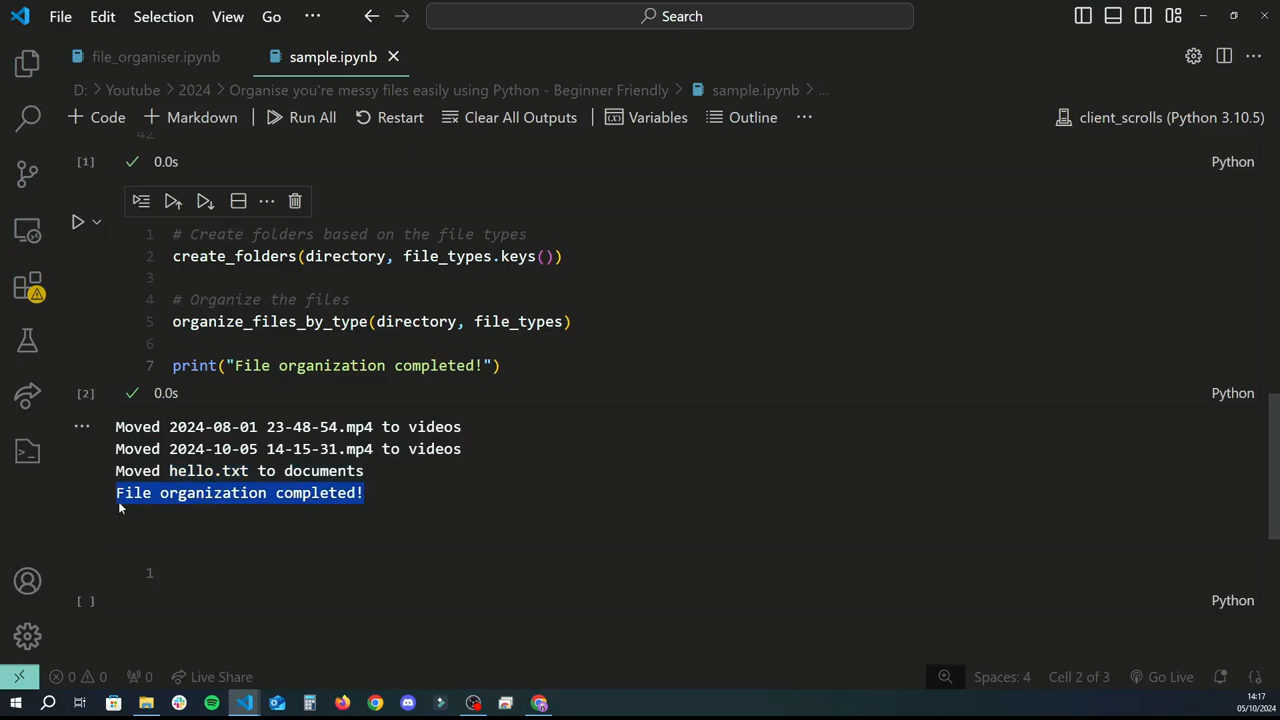 File Edit Selection View Go ··· Search
file_organiser.ipynb sample.ipynb
D: > Youtube > 2024 > Organise you're messy files easily using Python - Beginner Friendly > sample.ipynb > ...
+ Code + Markdown Run All Restart Clear All Outputs Variables Outline ··· client_scrolls (Python 3.10.5)
42
[1] 0.0s Python
1 # Create folders based on the file types
2 create_folders(directory, file_types.keys())
3
4 # Organize the files
5 organize_files_by_type(directory, file_types)
6
7 print("File organization completed!")
[2] 0.0s Python
Moved 2024-08-01 23-48-54.mp4 to videos
Moved 2024-10-05 14-15-31.mp4 to videos
Moved hello.txt to documents
File organization completed!
1
[ ] Python
0 0 0 Live Share Spaces: 4 Cell 2 of 3 Go Live
14:17
05/10/2024